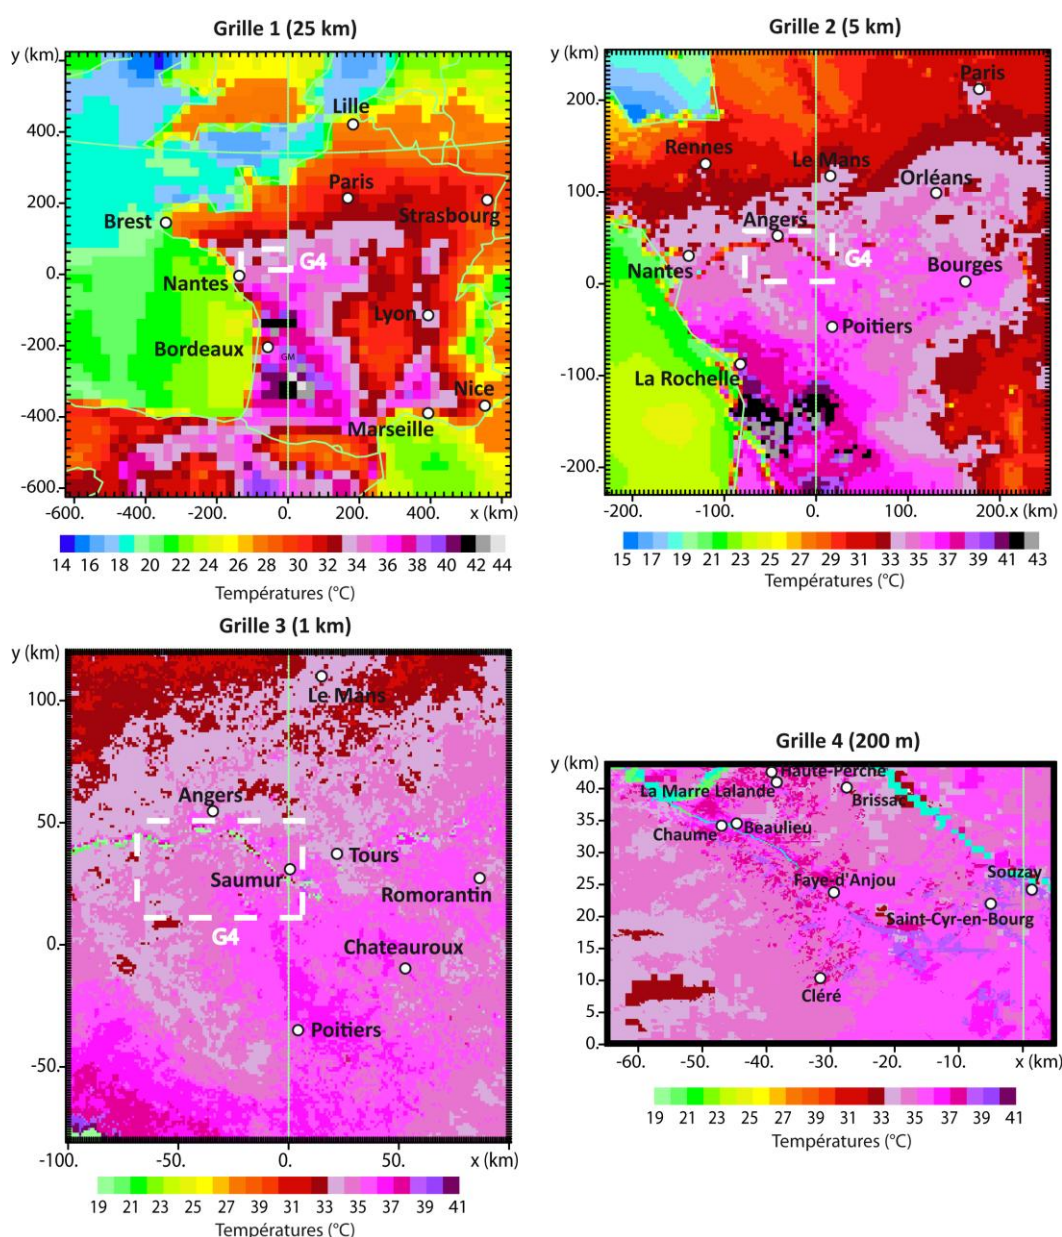 Grille 1 (25 km)
y (km)
400.
200.
0.
-200.
-400.
-600.
Lille
Paris
Strasbourg
Brest
G4
Nantes
Lyon
Bordeaux
GM
Nice
Marseille
-600. -400. -200. 0. 200. 400. x (km)
14 16 18 20 22 24 26 28 30 32 34 35 37 38 40 42 44
Températures (°C)
Grille 2 (5 km)
y (km)
200.
100.
0.
-100.
-200.
Paris
Rennes
Le Mans
Orléans
Angers
Nantes
G4
Bourges
Poitiers
La Rochelle
-200. -100. 0. 100. 200. x (km)
15 17 19 21 23 25 27 29 31 33 35 37 39 41 43
Températures (°C)
Grille 3 (1 km)
y (km)
100.
50.
0.
-50.
Le Mans
Angers
Tours
Saumur
Romorantin
G4
Chateauroux
Poitiers
-100. -50. 0. 50. x (km)
19 21 23 25 27 39 31 33 35 37 39 41
Températures (°C)
Grille 4 (200 m)
y (km)
40.
35.
30.
25.
20.
15.
10.
5.
0.
Haute-Perche
La Marre Lalande
Brissac
Chaume
Beaulieu
Faye-d'Anjou
Souzay
Saint-Cyr-en-Bourg
Cléré
-60. -50. -40. -30. -20. -10. x (km)
19 21 23 25 27 39 31 33 35 37 39 41
Températures (°C)